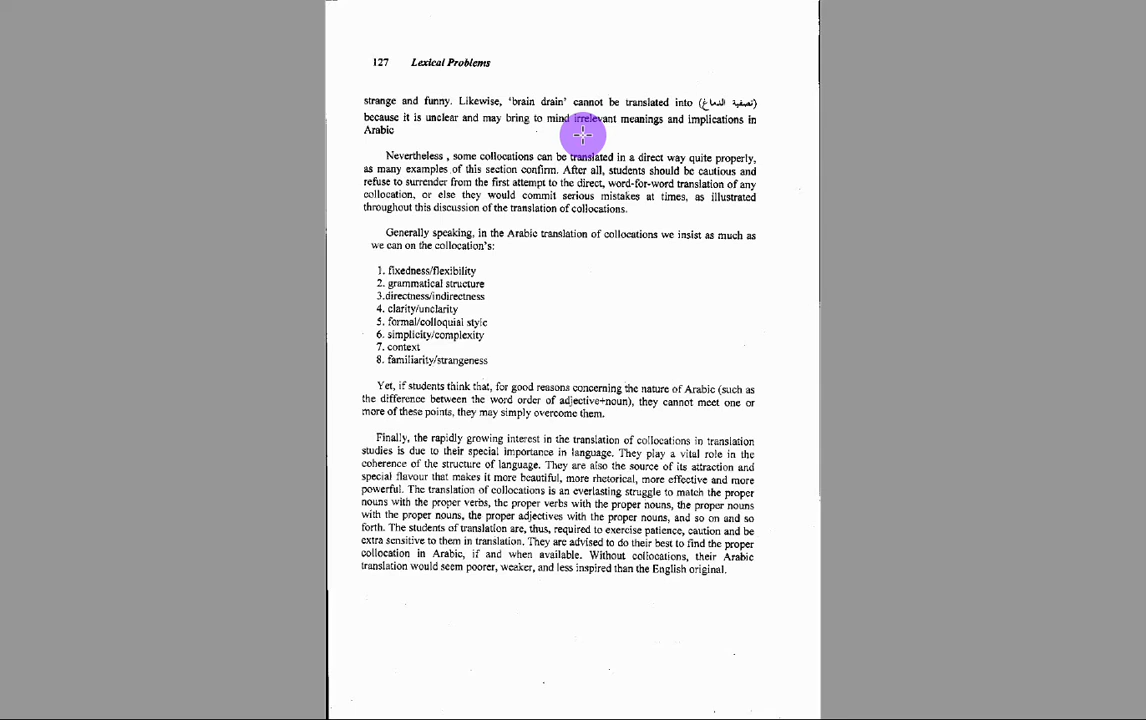 127 Lexical Problems
strange and funny. Likewise, 'brain drain' cannot be translated into (تصفية الدماغ)
because it is unclear and may bring to mind irrelevant meanings and implications in
Arabic
Nevertheless , some collocations can be translated in a direct way quite properly,
as many examples of this section confirm. After all, students should be cautious and
refuse to surrender from the first attempt to the direct, word-for-word translation of any
collocation, or else they would commit serious mistakes at times, as illustrated
throughout this discussion of the translation of collocations.
Generally speaking, in the Arabic translation of collocations we insist as much as
we can on the collocation's:
1. fixedness/flexibility
2. grammatical structure
3.directness/indirectness
4. clarity/unclarity
5. formal/colloquial style
6. simplicity/complexity
7. context
8. familiarity/strangeness
Yet, if students think that, for good reasons concerning the nature of Arabic (such as
the difference between the word order of adjective+noun), they cannot meet one or
more of these points, they may simply overcome them.
Finally, the rapidly growing interest in the translation of collocations in translation
studies is due to their special importance in language. They play a vital role in the
coherence of the structure of language. They are also the source of its attraction and
special flavour that makes it more beautiful, more rhetorical, more effective and more
powerful. The translation of collocations is an everlasting struggle to match the proper
nouns with the proper verbs, the proper verbs with the proper nouns, the proper nouns
with the proper nouns, the proper adjectives with the proper nouns, and so on and so
forth. The students of translation are, thus, required to exercise patience, caution and be
extra sensitive to them in translation. They are advised to do their best to find the proper
collocation in Arabic, if and when available. Without collocations, their Arabic
translation would seem poorer, weaker, and less inspired than the English original.